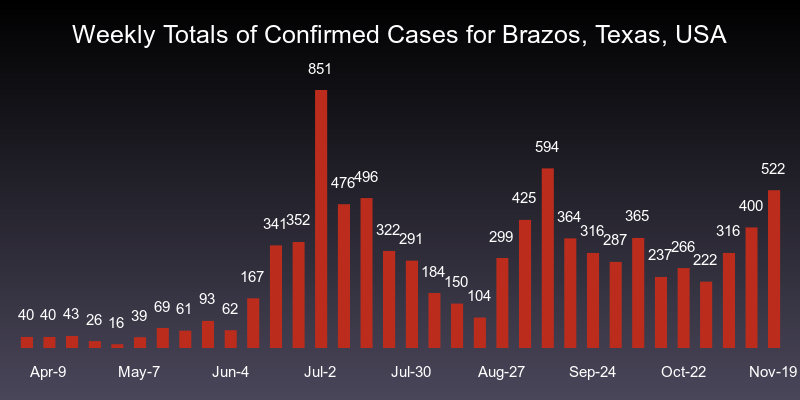 Weekly Totals of Confirmed Cases for Brazos, Texas, USA
40 40 43 26 16 39 69 61 93 62 167 341 352 851 476 496 322 291 184 150 104 299 425 594 364 316 287 365 237 266 222 316 400 522
Apr-9 May-7 Jun-4 Jul-2 Jul-30 Aug-27 Sep-24 Oct-22 Nov-19